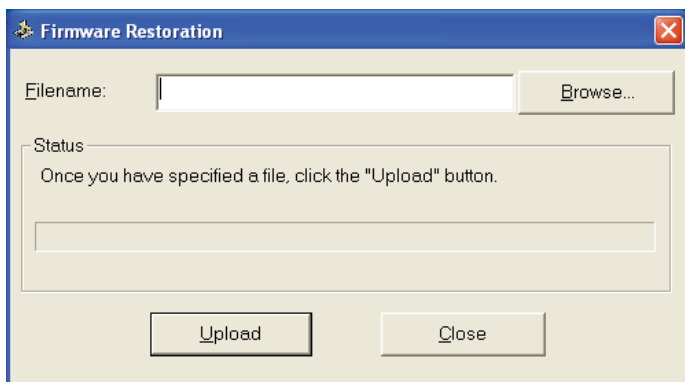 Firmware Restoration
Filename:
Browse...
Status
Once you have specified a file, click the "Upload" button.
Upload
Close